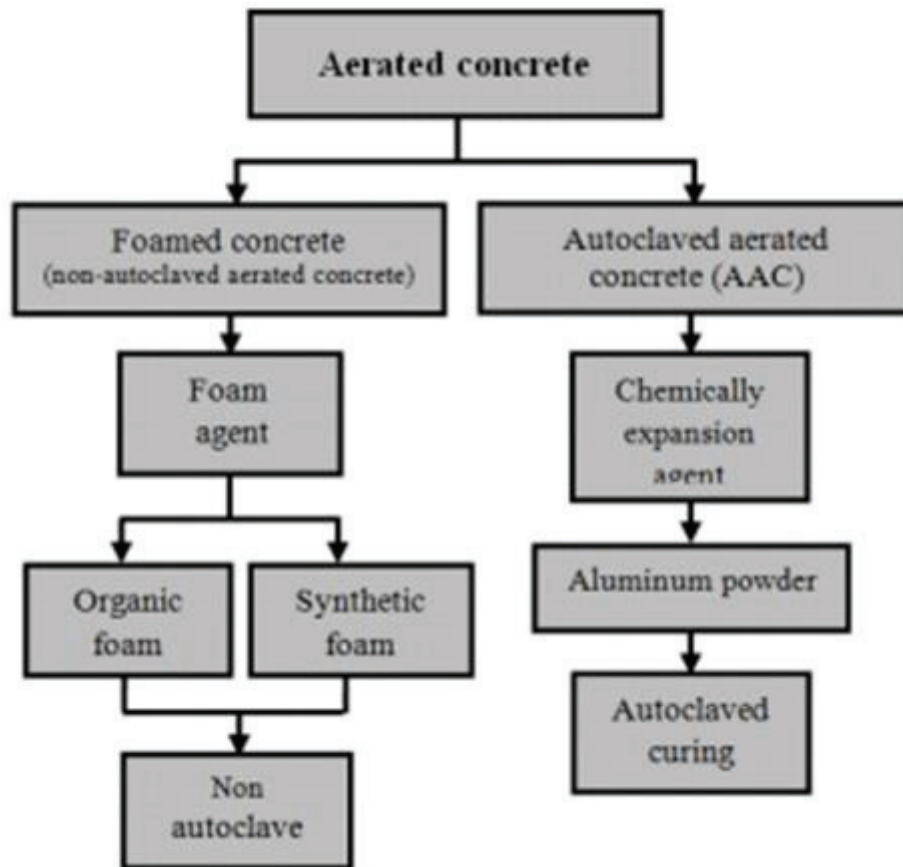 Aerated concrete
Foamed concrete
(non-autoclaved aerated concrete)
Autoclaved aerated
concrete (AAC)
Foam
agent
Chemically
expansion
agent
Organic
foam
Synthetic
foam
Aluminum powder
Non
autoclave
Autoclaved
curing